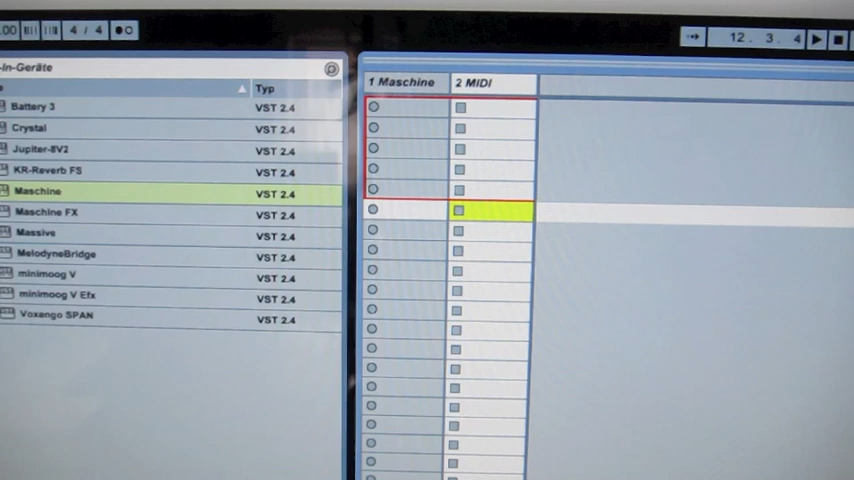 .00 4 / 4 12. 3. 4
-In-Geräte
1 Maschine 2 MIDI
Typ
Battery 3 VST 2.4
Crystal VST 2.4
Jupiter-8V2 VST 2.4
KR-Reverb FS VST 2.4
Maschine VST 2.4
Maschine FX VST 2.4
Massive VST 2.4
MelodyneBridge VST 2.4
minimoog V VST 2.4
minimoog V Efx VST 2.4
Voxango SPAN VST 2.4